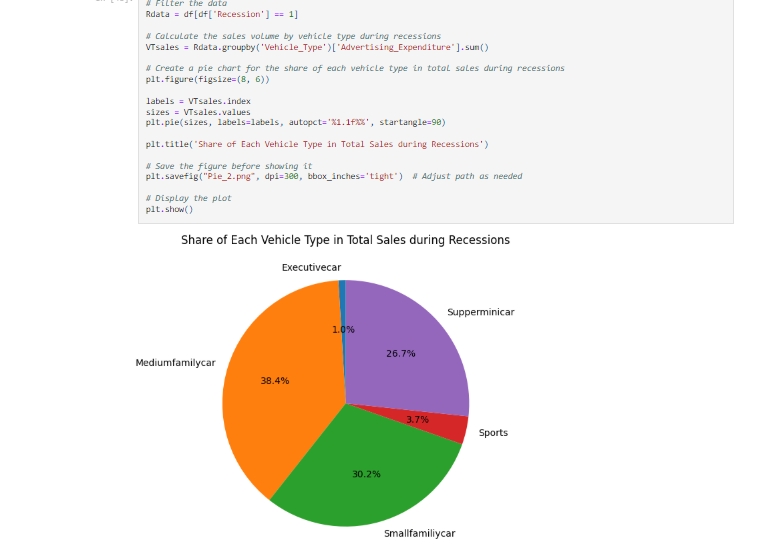 # Filter the data
Rdata = df[df['Recession'] == 1]
# Calculate the sales volume by vehicle type during recessions
VTsales = Rdata.groupby('Vehicle_Type')['Advertising_Expenditure'].sum()
# Create a pie chart for the share of each vehicle type in total sales during recessions
plt.figure(figsize=(8, 6))
labels = VTsales.index
sizes = VTsales.values
plt.pie(sizes, labels=labels, autopct='%1.1f%%', startangle=90)
plt.title('Share of Each Vehicle Type in Total Sales during Recessions')
# Save the figure before showing it
plt.savefig("Pie_2.png", dpi=300, bbox_inches='tight')  # Adjust path as needed
# Display the plot
plt.show()
Share of Each Vehicle Type in Total Sales during Recessions
Executivecar
Supperminicar
1.0%
26.7%
Mediumfamilycar
38.4%
3.7%
Sports
30.2%
Smallfamiliycar